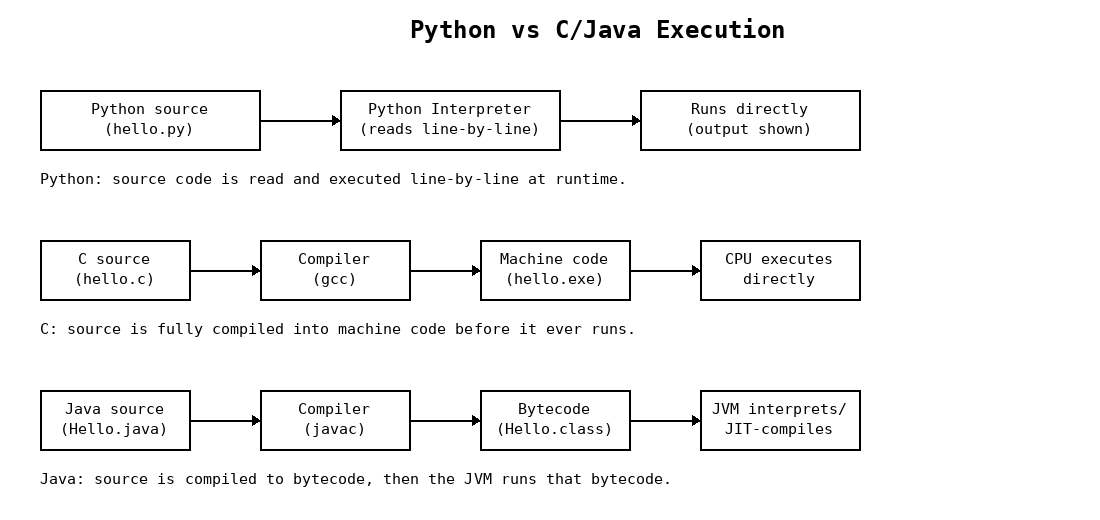 Python vs C/Java Execution
Python source
(hello.py)
Python Interpreter
(reads line-by-line)
Runs directly
(output shown)
Python: source code is read and executed line-by-line at runtime.
C source
(hello.c)
Compiler
(gcc)
Machine code
(hello.exe)
CPU executes
directly
C: source is fully compiled into machine code before it ever runs.
Java source
(Hello.java)
Compiler
(javac)
Bytecode
(Hello.class)
JVM interprets/
JIT-compiles
Java: source is compiled to bytecode, then the JVM runs that bytecode.